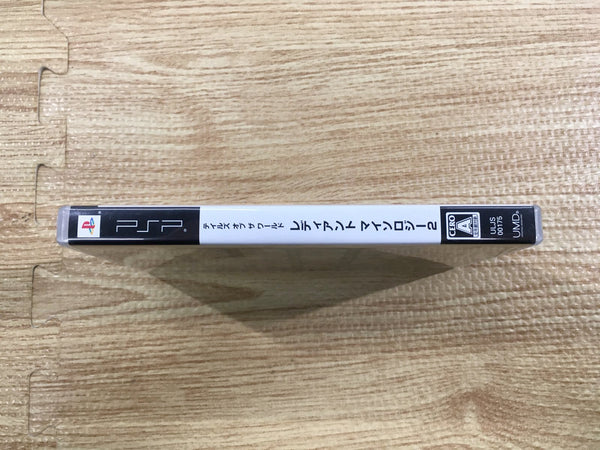 PSP
テイルズ オブ ザ ワールド
レディアント マイソロジー2
CERO
A
ULJS
00175
UMD